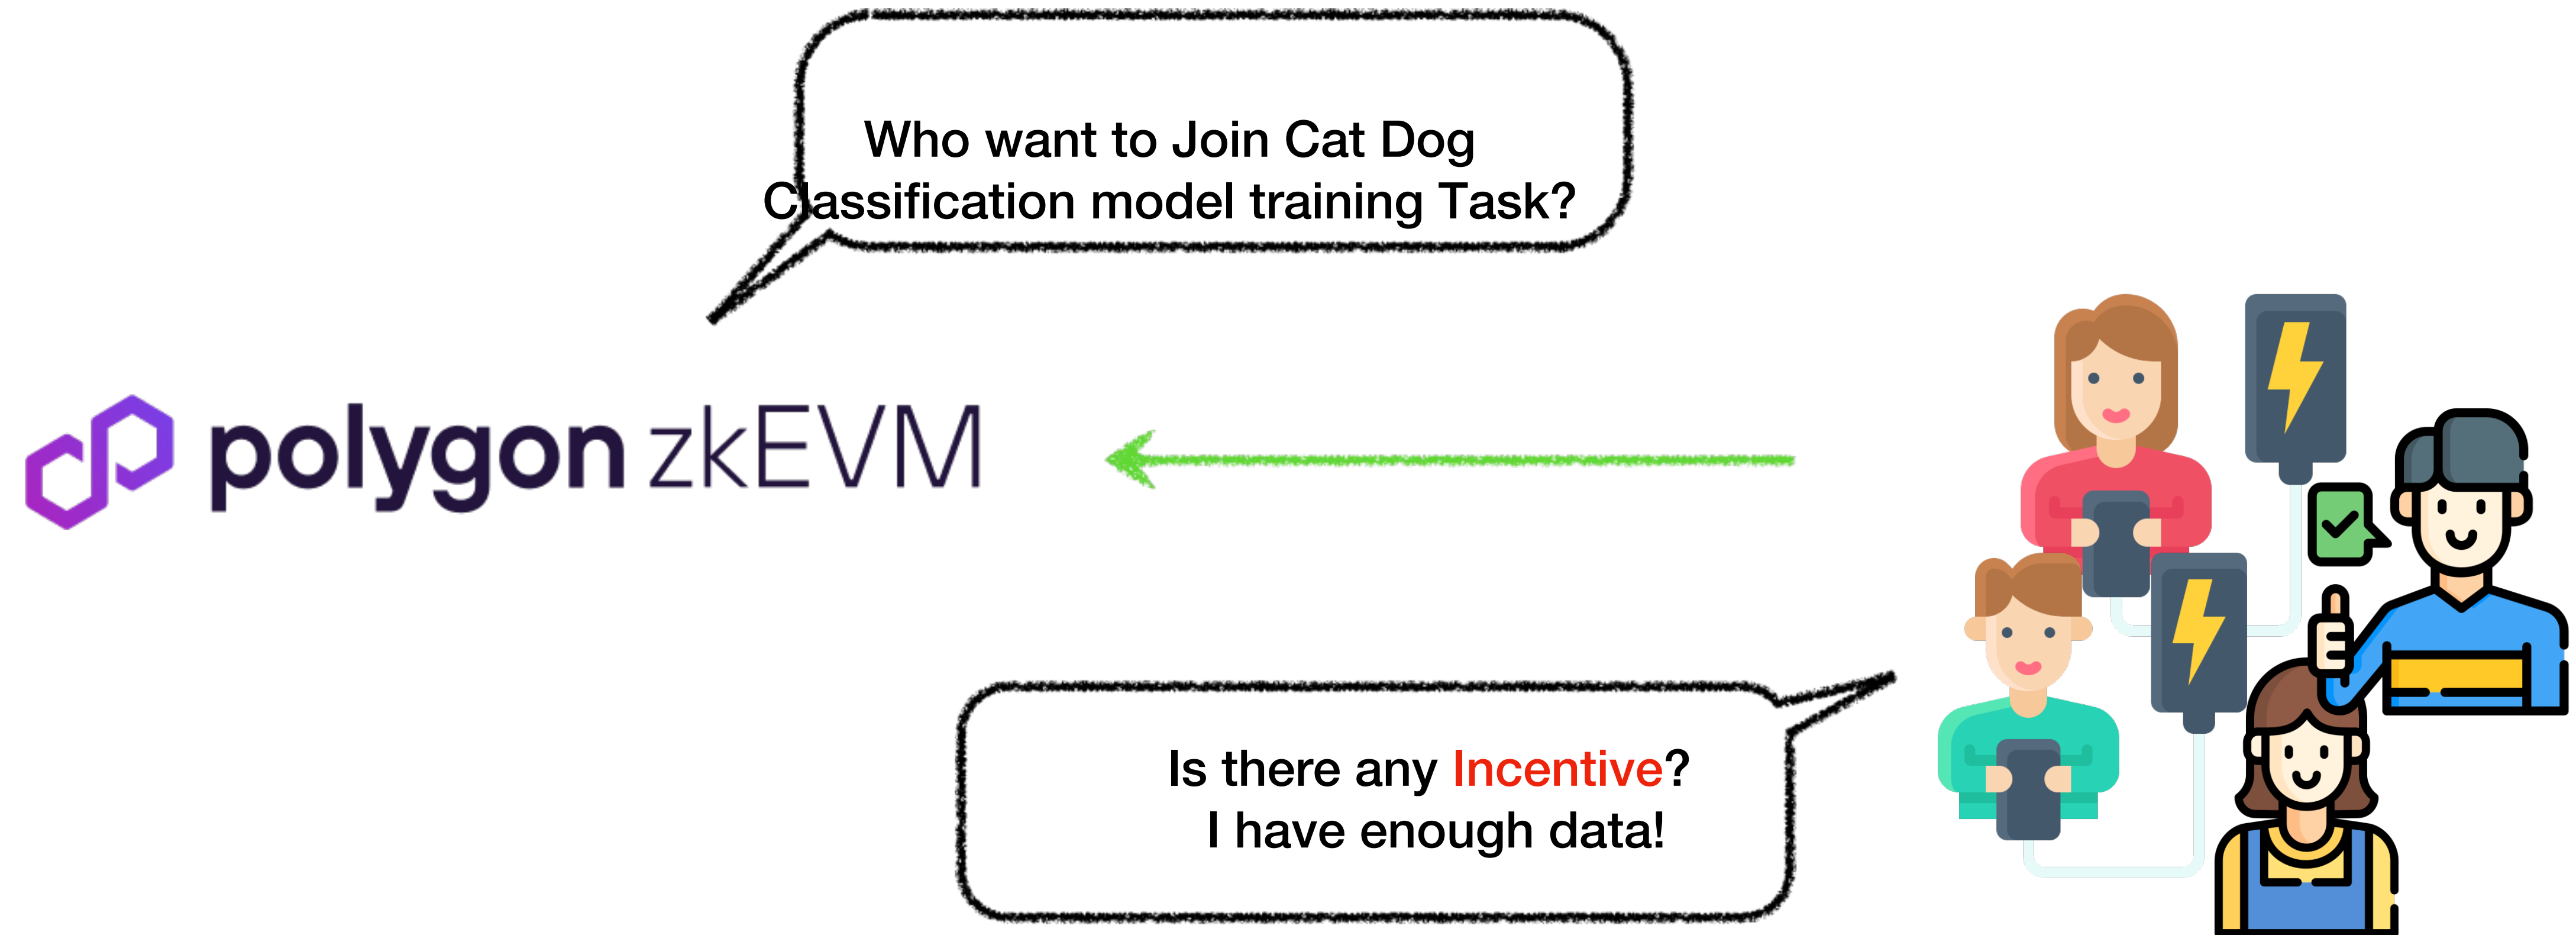 Who want to Join Cat Dog
Classification model training Task?
polygon zkEVM
Is there any Incentive?
I have enough data!